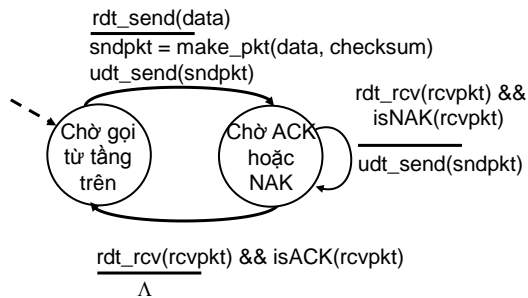 rdt_send(data)
sndpkt = make_pkt(data, checksum)
udt_send(sndpkt)
Chờ gọi
từ tầng
trên
Chờ ACK
hoặc
NAK
rdt_rcv(rcvpkt) &&
isNAK(rcvpkt)
udt_send(sndpkt)
rdt_rcv(rcvpkt) && isACK(rcvpkt)
Λ